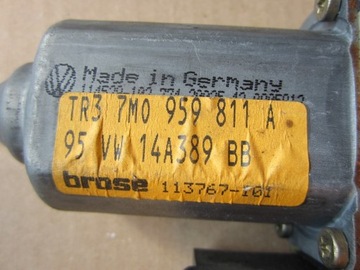 Made in Germany
TR3 7M0 959 811 A
95 VW 14A389 BB
brose 113767-101